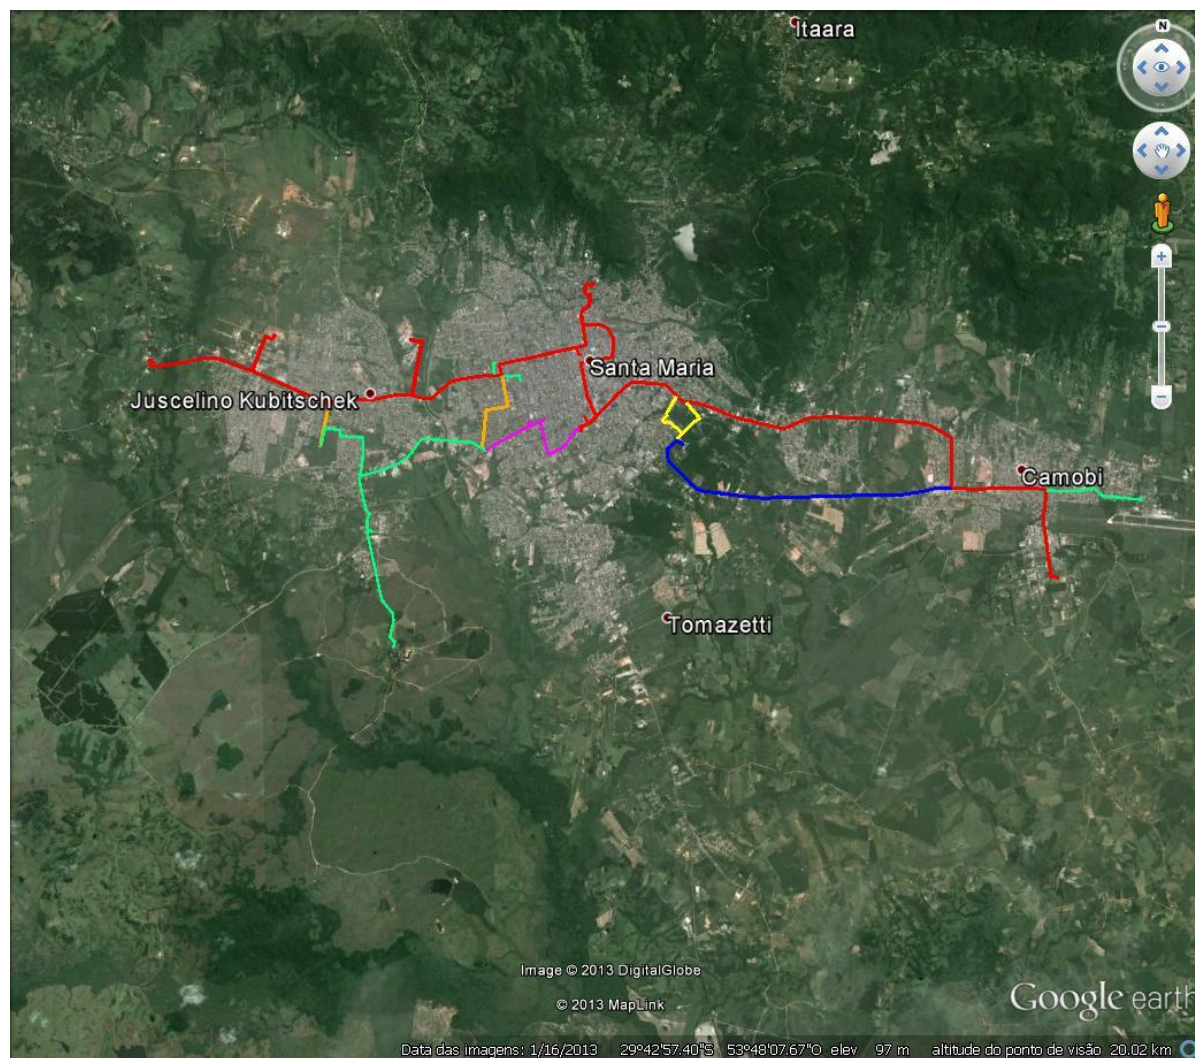 Itaara
N
Santa Maria
Juscelino Kubitschek
Camobi
Tomazetti
Image © 2013 DigitalGlobe
© 2013 MapLink
Google earth
Data das imagens: 1/16/2013 29°42'57.40"S 53°48'07.67"O elev 97 m altitude do ponto de visão 20.02 km